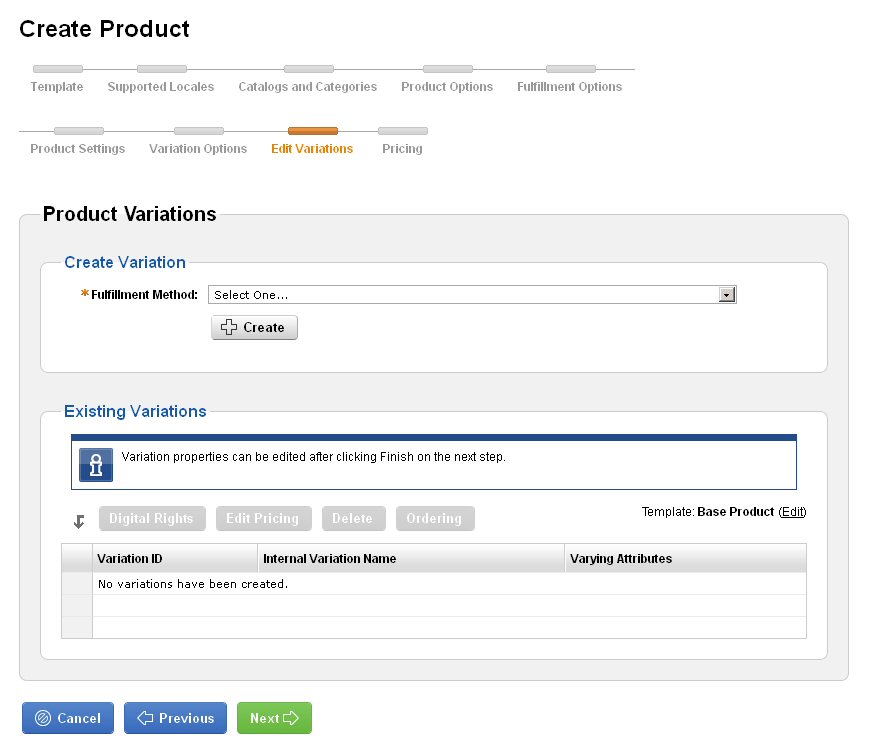 Create Product
Template Supported Locales Catalogs and Categories Product Options Fulfillment Options
Product Settings Variation Options Edit Variations Pricing
Product Variations
Create Variation
*Fulfillment Method: Select One...
Create
Existing Variations
Variation properties can be edited after clicking Finish on the next step.
Digital Rights Edit Pricing Delete Ordering Template: Base Product (Edit)
Variation ID Internal Variation Name Varying Attributes
No variations have been created.
Cancel Previous Next